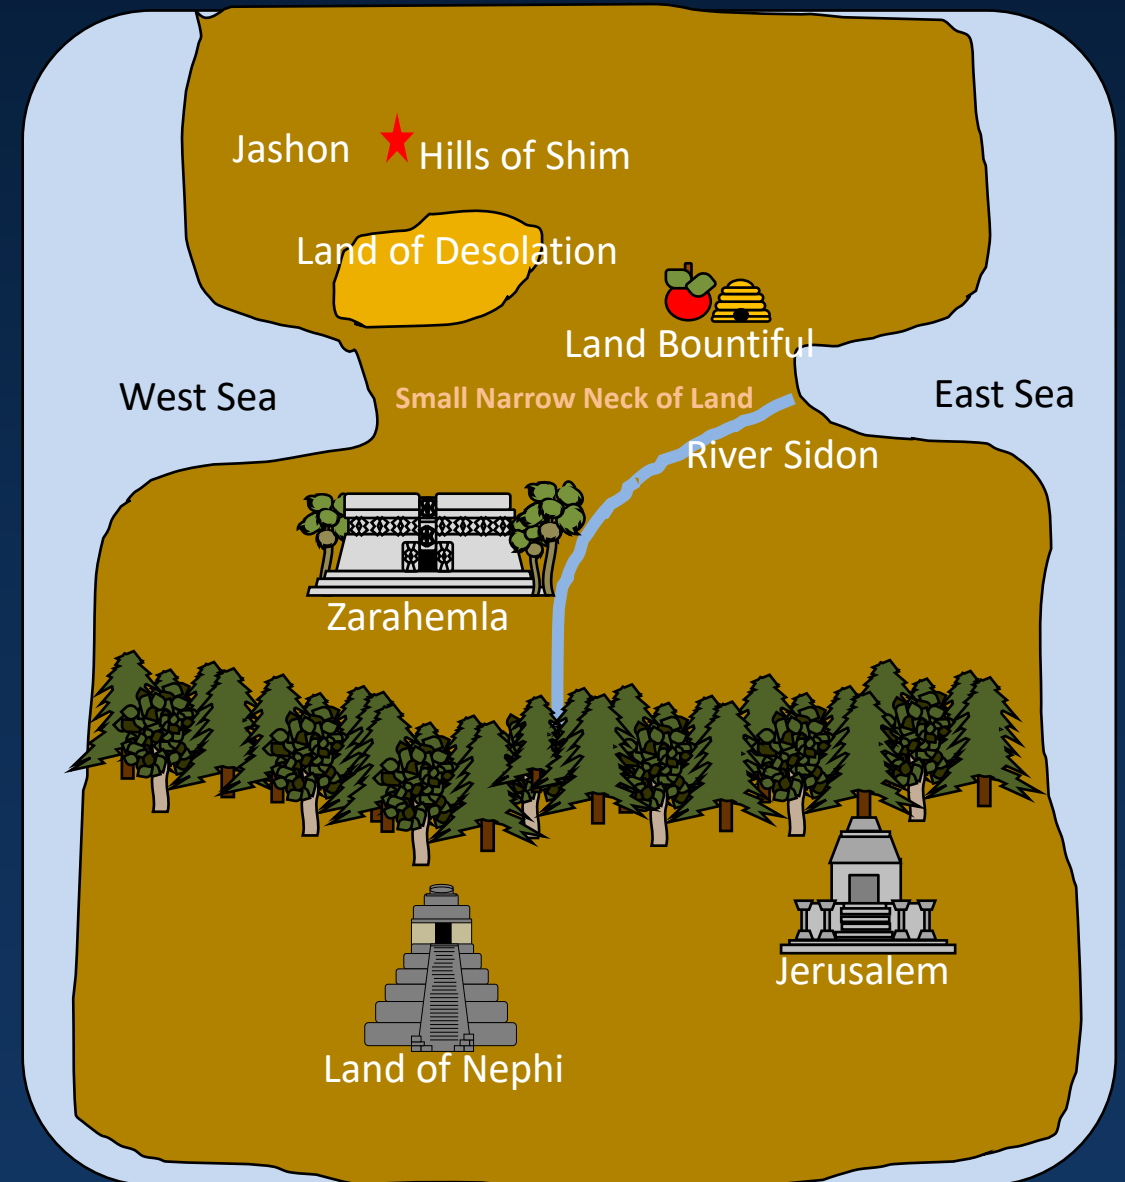 Jashon
Hills of Shim
Land of Desolation
Land Bountiful
West Sea
Small Narrow Neck of Land
East Sea
River Sidon
Zarahemla
Jerusalem
Land of Nephi